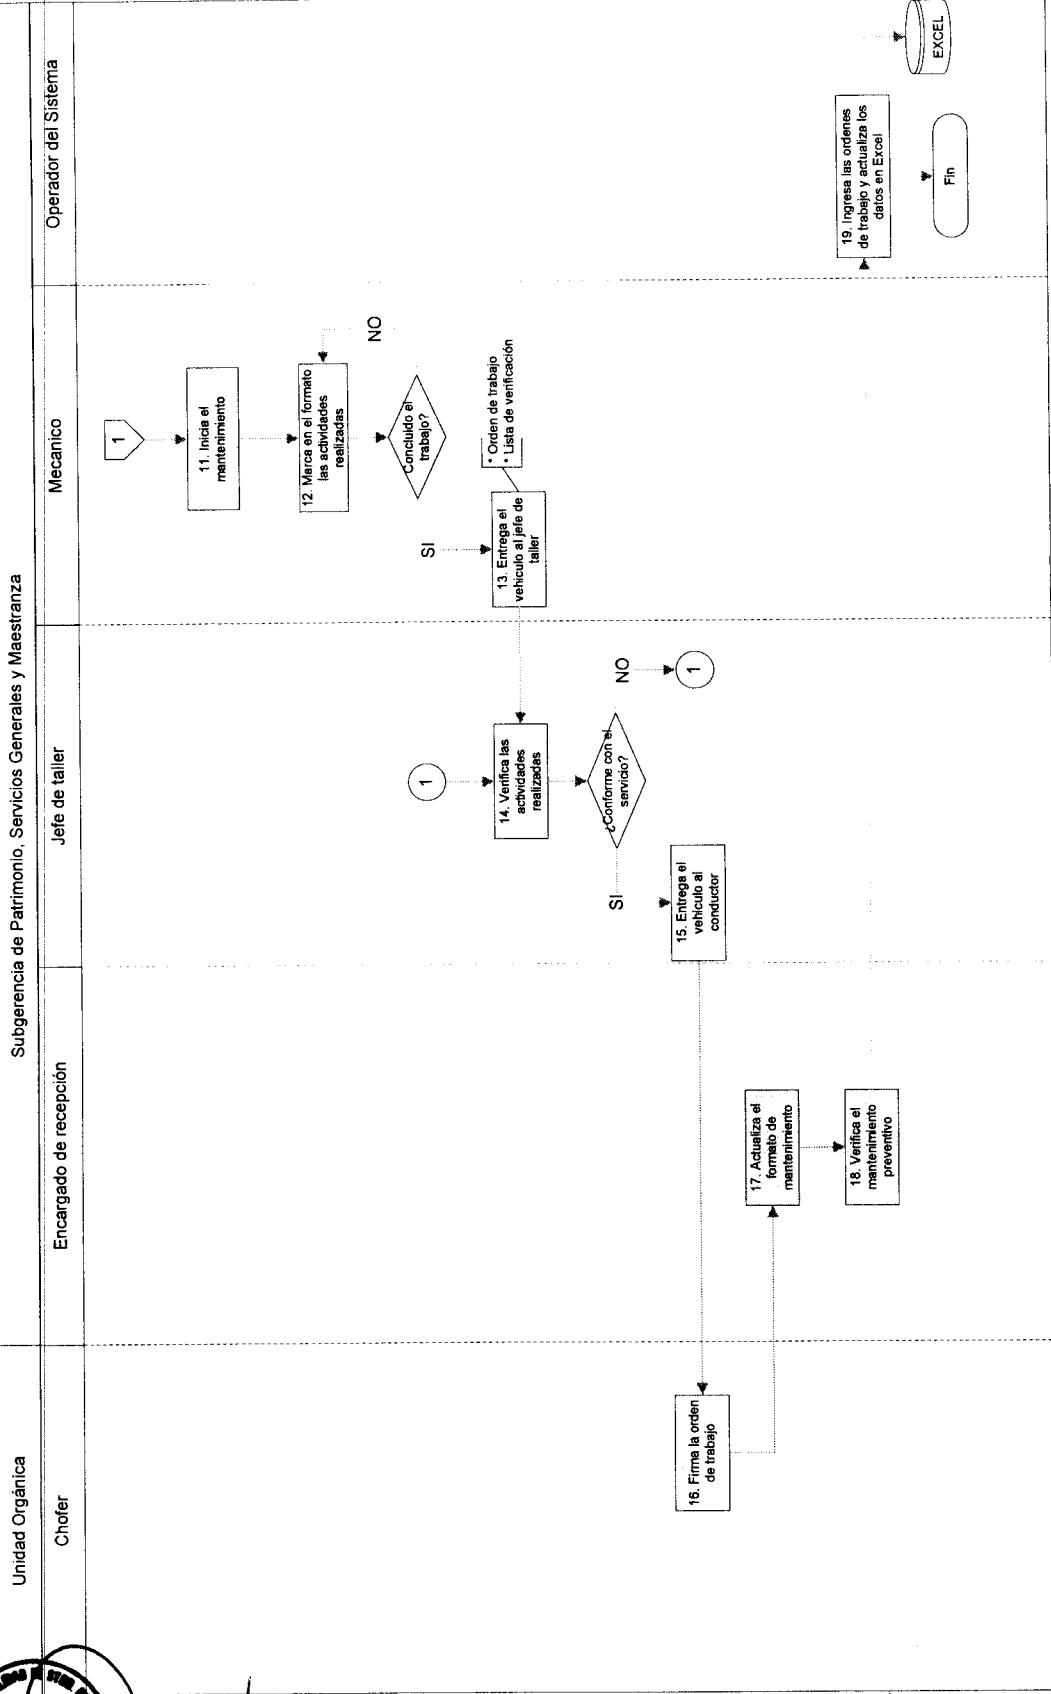 Unidad Orgánica
Subgerencia de Patrimonio, Servicios Generales y Maestranza
Chofer
Encargado de recepción
Jefe de taller
Mecanico
Operador del Sistema
1
11. Inicia el
mantenimiento
12. Marca en el formato
las actividades
realizadas
NO
Concluido el
trabajo?
SI
* Orden de trabajo
* Lista de verificación
13. Entrega el
vehiculo al jefe de
taller
1
14. Verifica las
actividades
realizadas
¿Conforme con el
servicio?
NO
1
SI
15. Entrega el
vehiculo al
conductor
16. Firma la orden
de trabajo
17. Actualiza el
formato de
mantenimiento
18. Verifica el
mantenimiento
preventivo
19. Ingresa las ordenes
de trabajo y actualiza los
datos en Excel
EXCEL
Fin